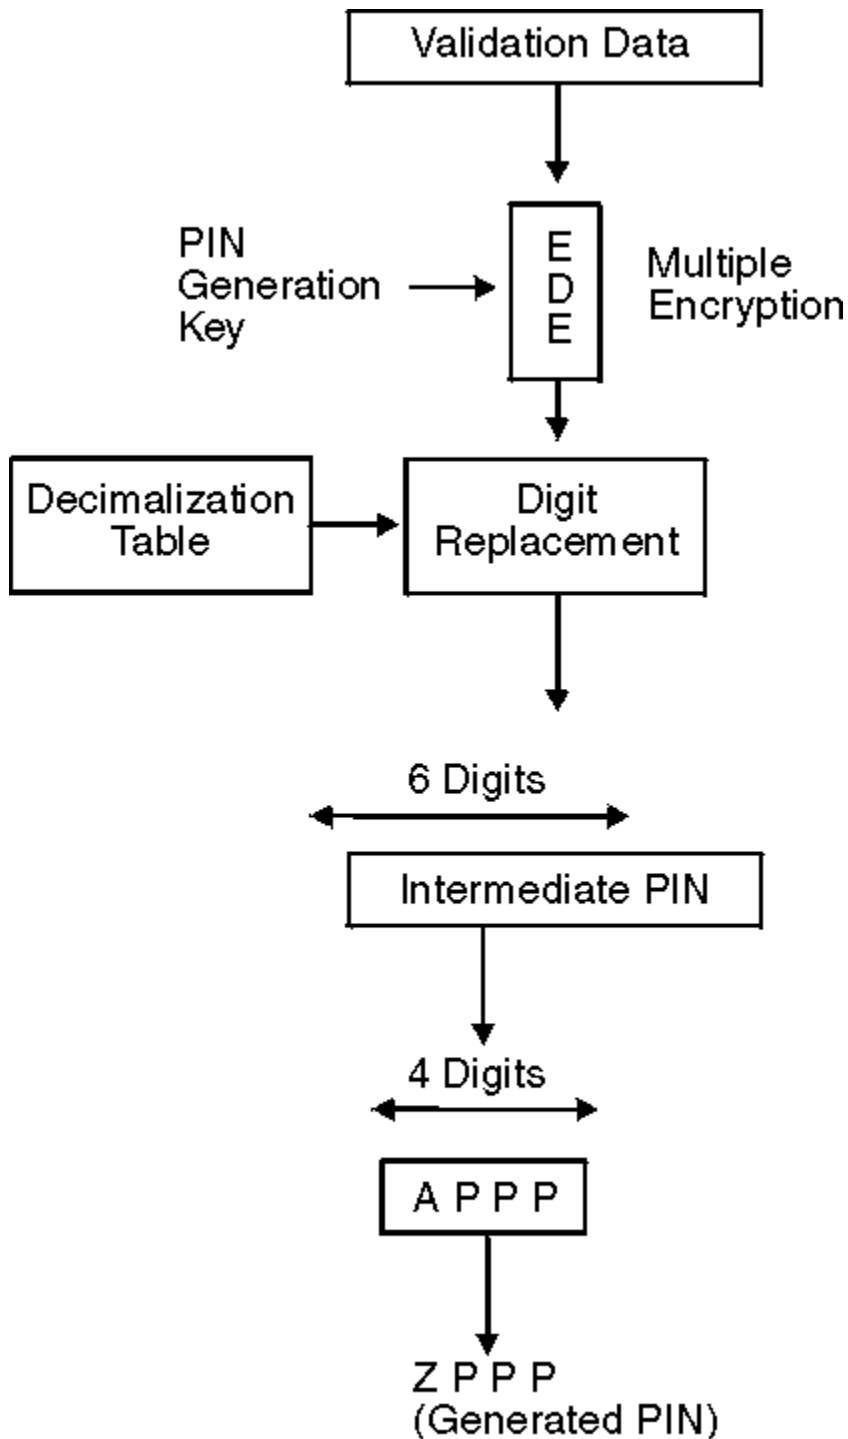 Validation Data
PIN
Generation
Key
E
D
E
Multiple
Encryption
Decimalization
Table
Digit
Replacement
6 Digits
Intermediate PIN
4 Digits
A P P P
Z P P P
(Generated PIN)